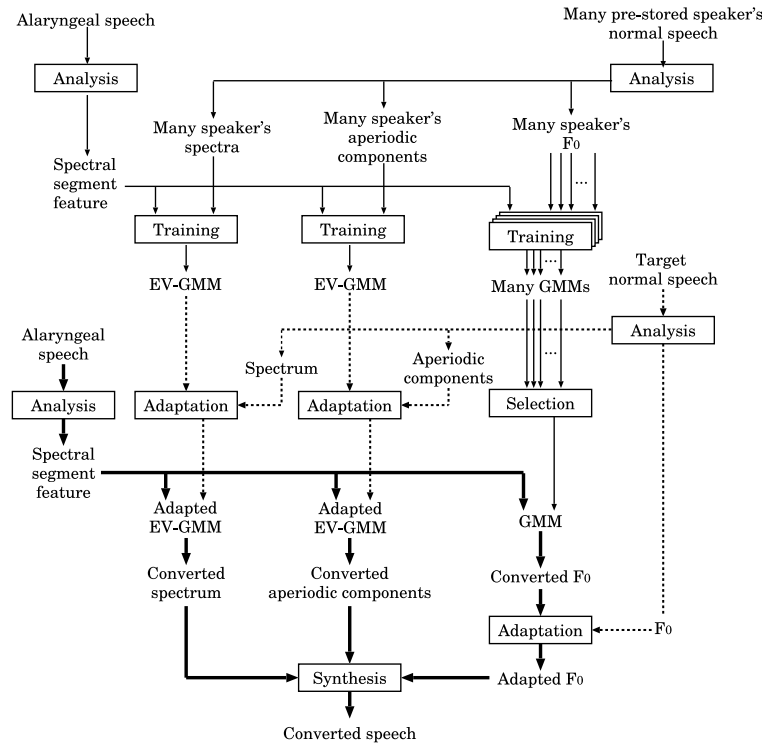 Alaryngeal speech
Many pre-stored speaker's
normal speech
Analysis
Analysis
Many speaker's
spectra
Many speaker's
aperiodic
components
Many speaker's
F0
...
Spectral
segment
feature
Training
Training
Training
...
EV-GMM
EV-GMM
Many GMMs
Target
normal speech
Analysis
Alaryngeal
speech
Spectrum
Aperiodic
components
...
Analysis
Adaptation
Adaptation
Selection
Spectral
segment
feature
Adapted
EV-GMM
Adapted
EV-GMM
GMM
Converted
spectrum
Converted
aperiodic components
Converted F0
Adaptation
F0
Synthesis
Adapted F0
Converted speech